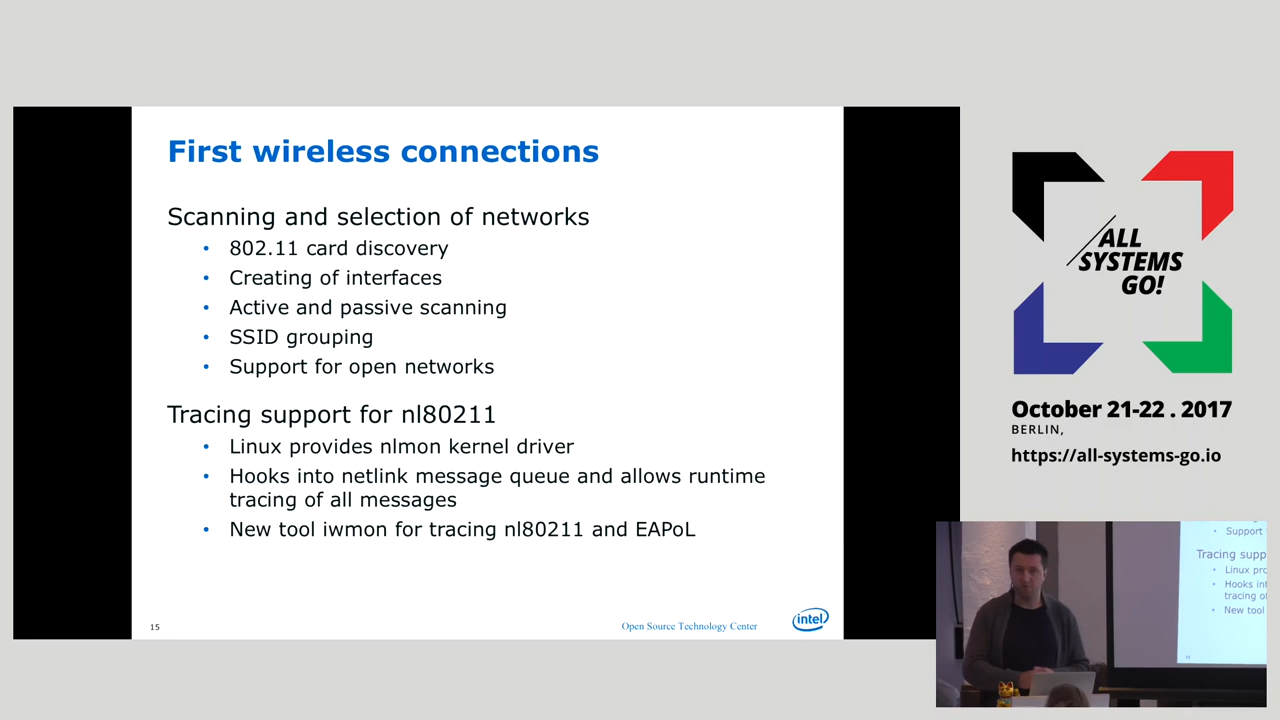 First wireless connections
Scanning and selection of networks
• 802.11 card discovery
• Creating of interfaces
• Active and passive scanning
• SSID grouping
• Support for open networks
Tracing support for nl80211
• Linux provides nlmon kernel driver
• Hooks into netlink message queue and allows runtime
tracing of all messages
• New tool iwmon for tracing nl80211 and EAPoL
15
Open Source Technology Center
intel
ALL
SYSTEMS
GO!
October 21-22 . 2017
BERLIN,
https://all-systems-go.io
• Support
Tracing supp
• Linux pro
• Hooks int
tracing of
• New tool